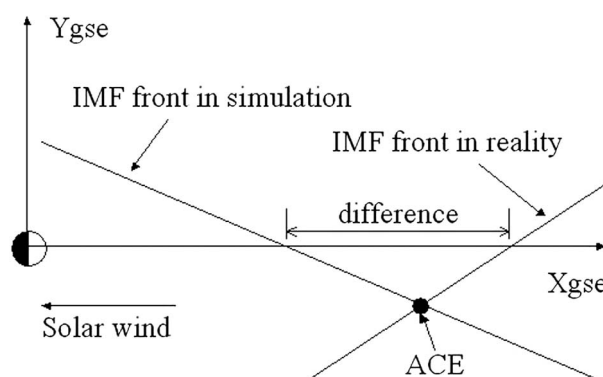 Ygse
IMF front in simulation
IMF front in reality
difference
Xgse
Solar wind
ACE